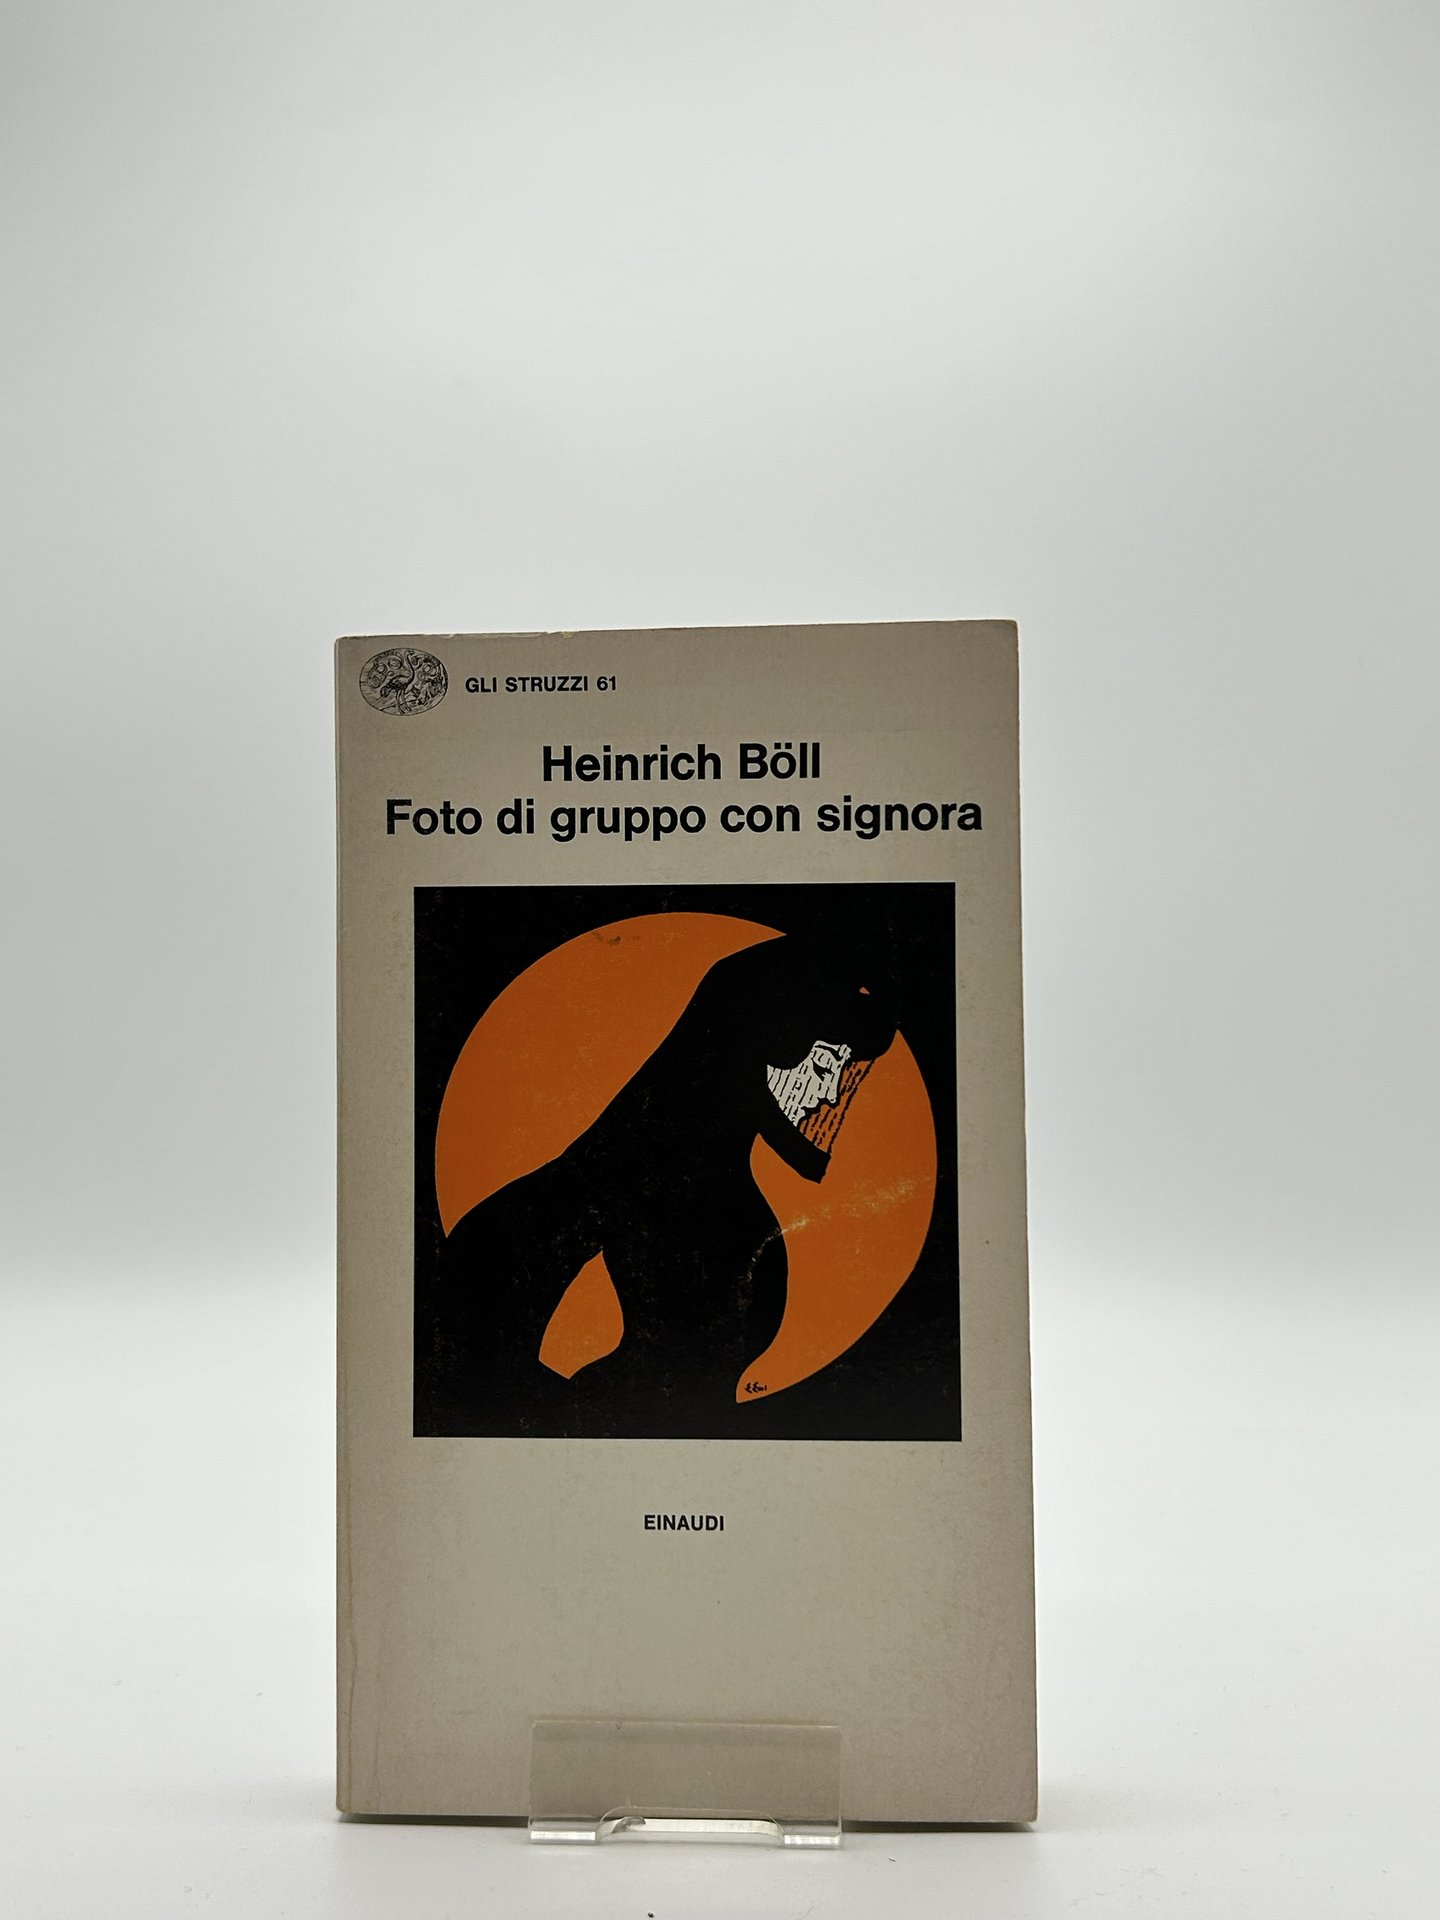 GLI STRUZZI 61
Heinrich Böll
Foto di gruppo con signora
EINAUDI